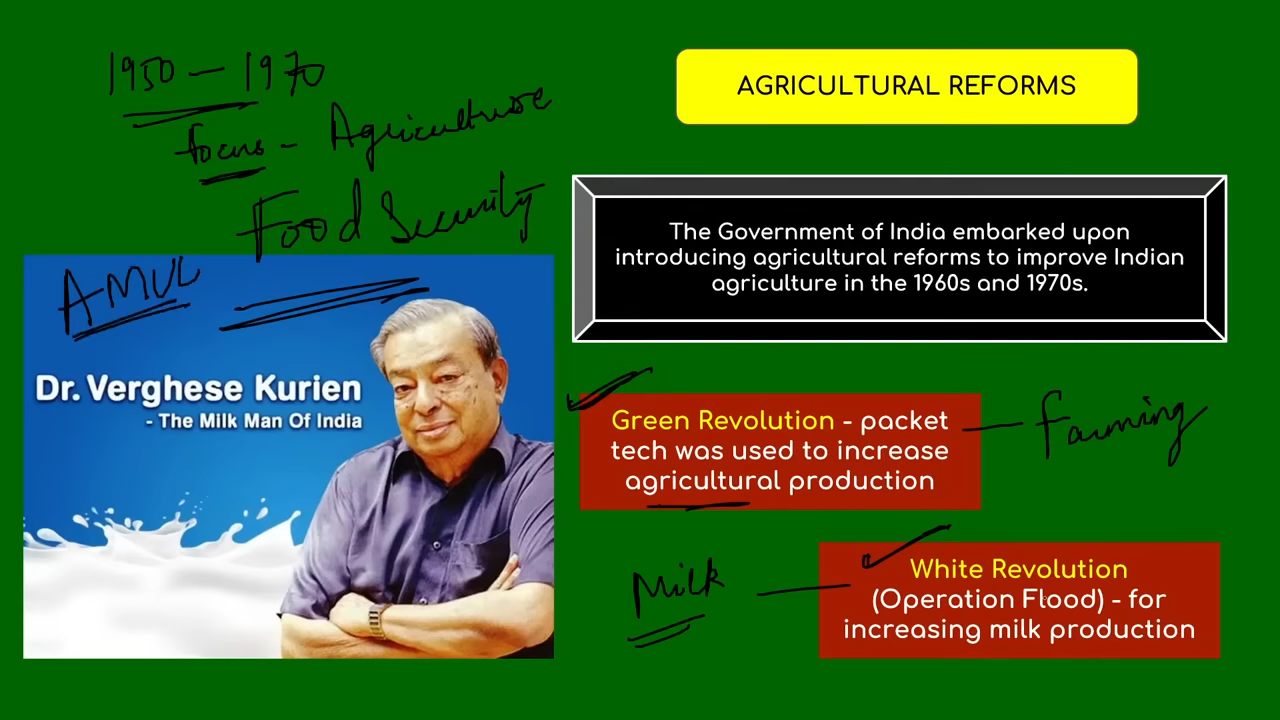 1950 - 1970
focus - Agriculture
Food Security
AMUL
Dr. Verghese Kurien
- The Milk Man Of India
AGRICULTURAL REFORMS
The Government of India embarked upon
introducing agricultural reforms to improve Indian
agriculture in the 1960s and 1970s.
Green Revolution - packet
tech was used to increase
agricultural production
Farming
Milk
White Revolution
(Operation Flood) - for
increasing milk production